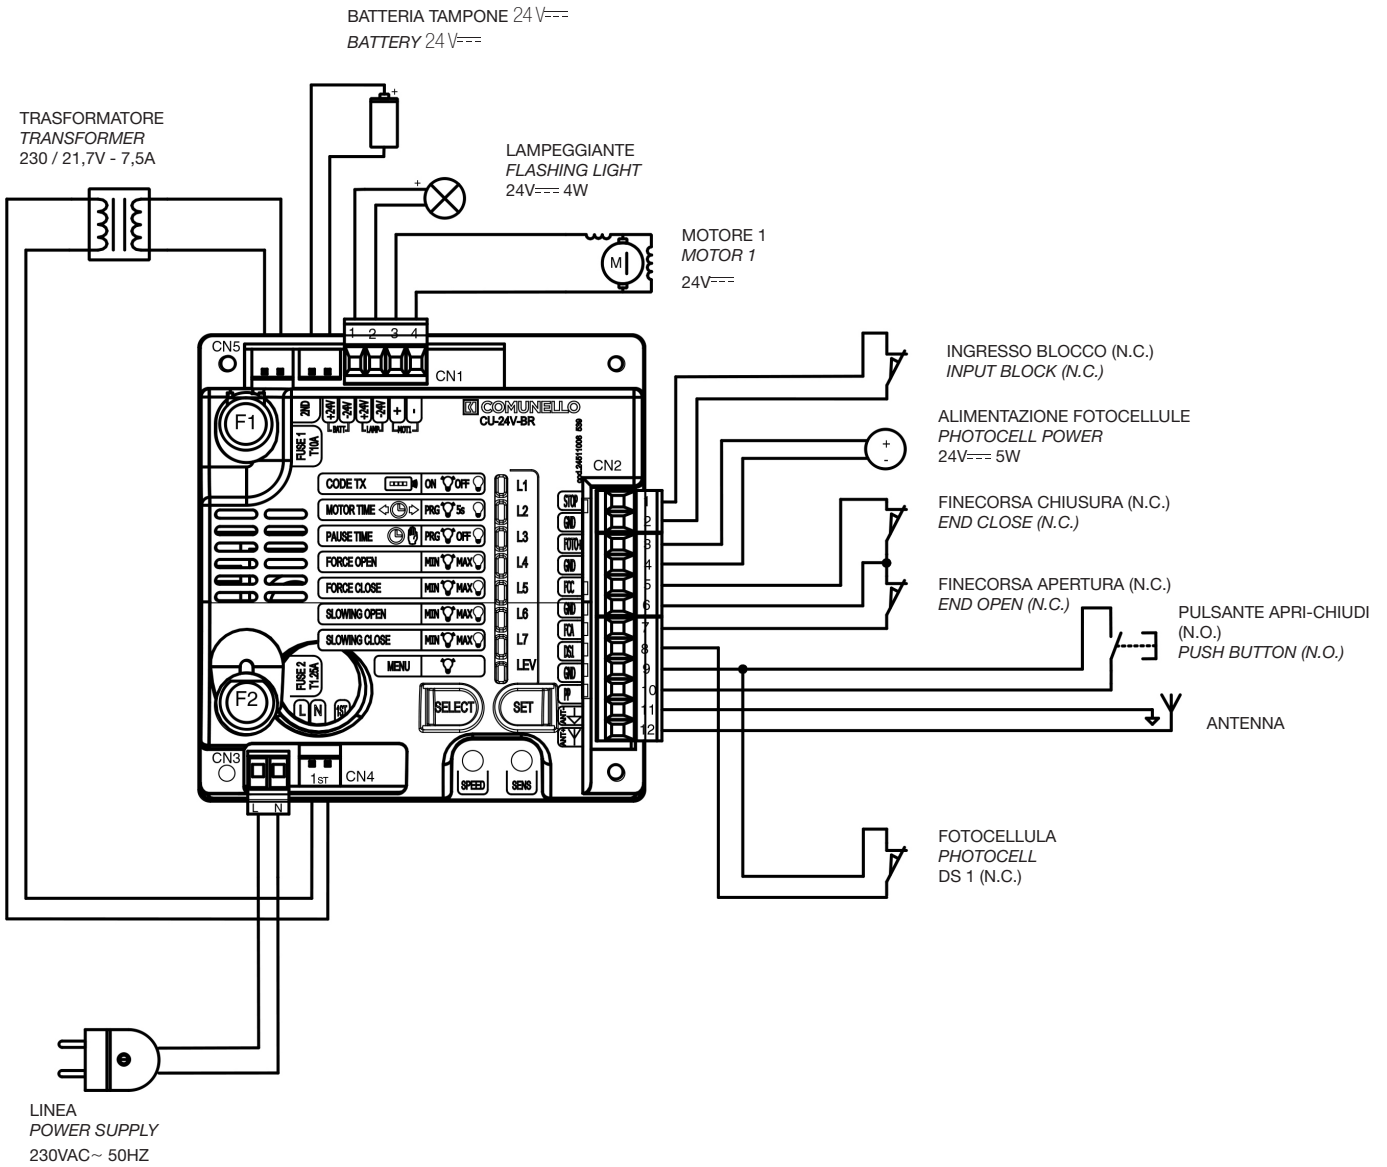 BATTERIA TAMPONE 24 V
BATTERY 24 V
+
TRASFORMATORE
TRANSFORMER
230 / 21,7V - 7,5A
LAMPEGGIANTE
FLASHING LIGHT
24V 4W
+
MOTORE 1
MOTOR 1
24V
M
1 2 3 4
CN5
CN1
F1
2ND
+24V -24V +24V -24V + -
BATT LAMP MOT1
FUSE 1
T10A
COMUNELLO
CU-24V-BR
CN2
CODE TX ON OFF L1
MOTOR TIME PRG 5s L2
PAUSE TIME PRG OFF L3
FORCE OPEN MIN MAX L4
FORCE CLOSE MIN MAX L5
SLOWING OPEN MIN MAX L6
SLOWING CLOSE MIN MAX L7
MENU LEV
FUSE 2
T1.25A
F2
L N 1ST
SELECT
SET
SPEED
SENS
CN3
1ST CN4
L N
STOP 1
GND 2
FOTO+ 3
GND 4
FCC 5
GND 6
FCA 7
DS1 8
GND 9
PP 10
ANT- 11
ANT+ 12
INGRESSO BLOCCO (N.C.)
INPUT BLOCK (N.C.)
ALIMENTAZIONE FOTOCELLULE
PHOTOCELL POWER
24V 5W
+
-
FINECORSA CHIUSURA (N.C.)
END CLOSE (N.C.)
FINECORSA APERTURA (N.C.)
END OPEN (N.C.)
PULSANTE APRI-CHIUDI
(N.O.)
PUSH BUTTON (N.O.)
ANTENNA
FOTOCELLULA
PHOTOCELL
DS 1 (N.C.)
LINEA
POWER SUPPLY
230VAC~ 50HZ